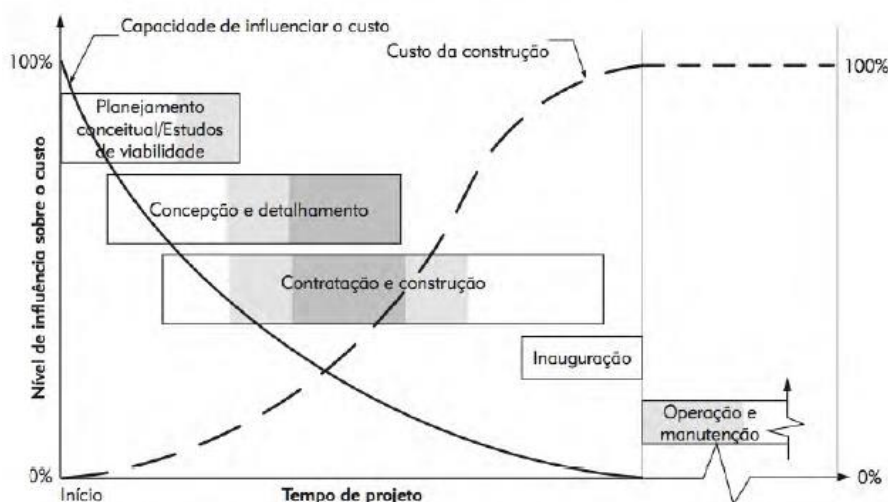 Capacidade de influenciar o custo
Custo da construção
100%
100%
Planejamento
conceitual/Estudos
de viabilidade
Concepção e detalhamento
Contratação e construção
Inauguração
Operação e
manutenção
Nível de influência sobre o custo
0%
0%
Início
Tempo de projeto